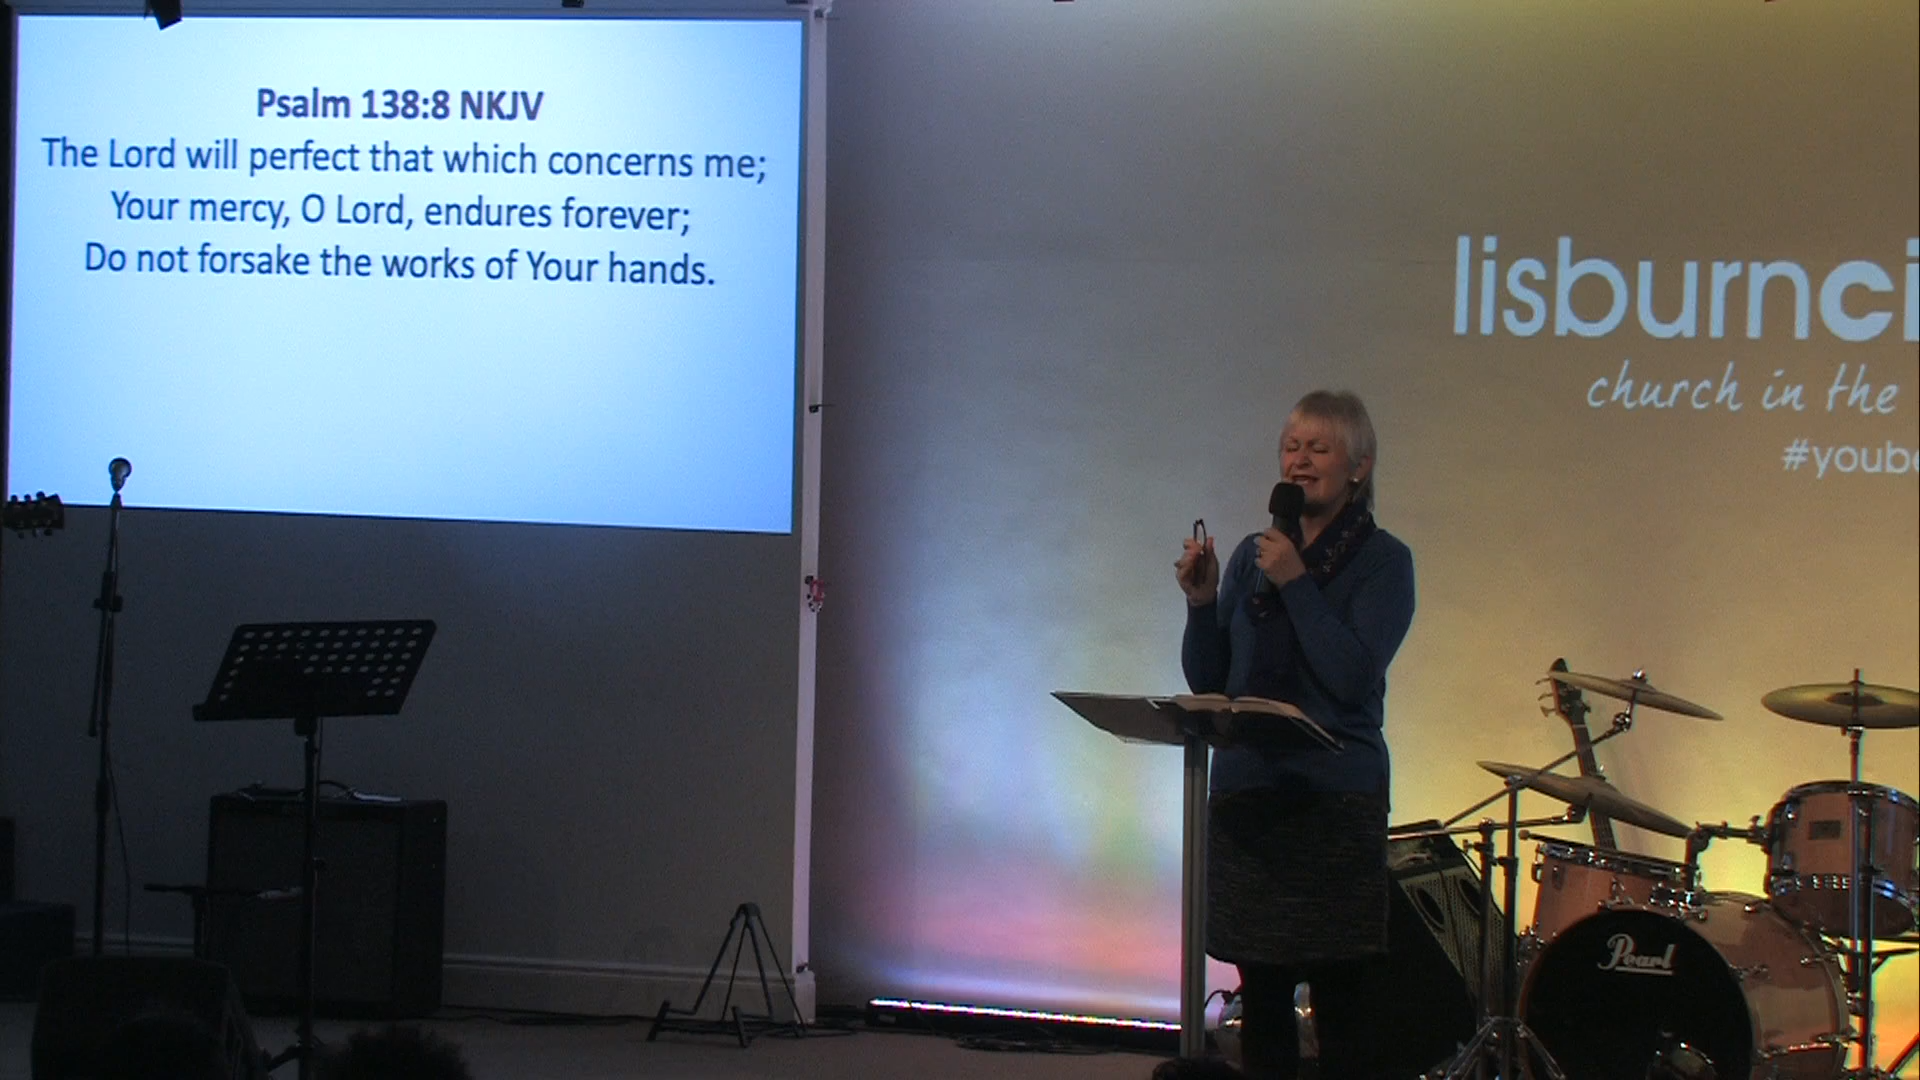 Psalm 138:8 NKJV
The Lord will perfect that which concerns me;
Your mercy, O Lord, endures forever;
Do not forsake the works of Your hands.
lisburnci
church in the
#yoube
Pearl